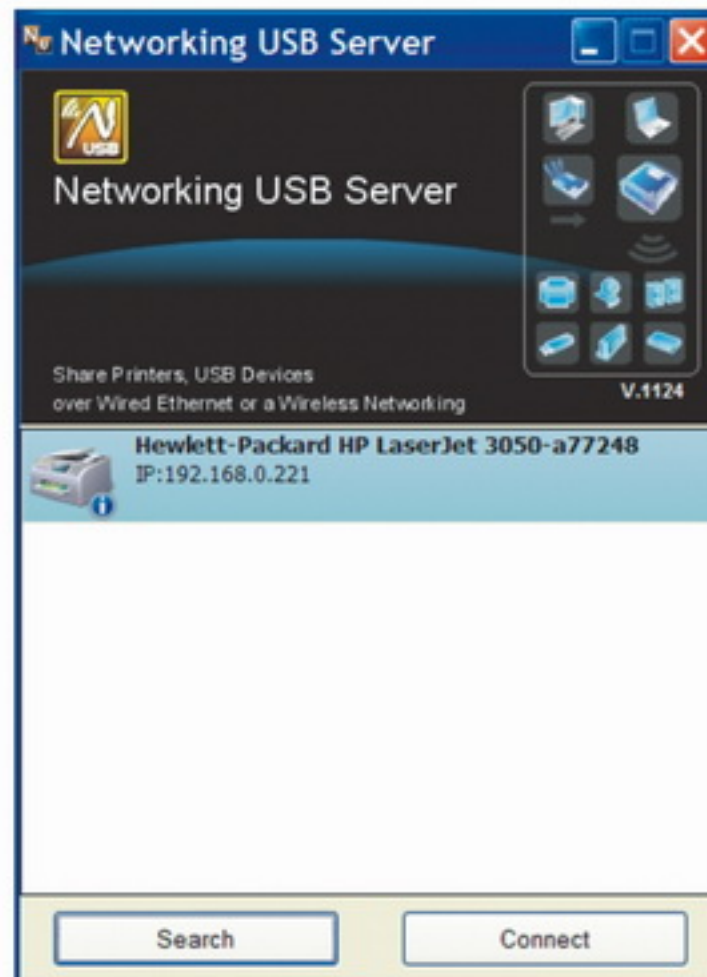 Networking USB Server
USB
Networking USB Server
Share Printers, USB Devices
over Wired Ethernet or a Wireless Networking
V.1124
Hewlett-Packard HP LaserJet 3050-a77248
IP:192.168.0.221
Search
Connect